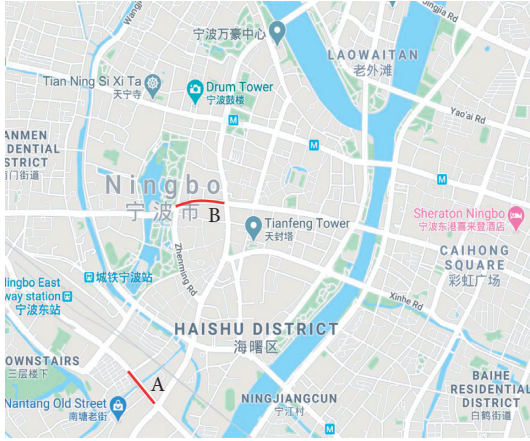 Jingjia
宁波万豪中心
LAOWAITAN
老外滩
Tian Ning Si Xi Ta
天宁寺
Drum Tower
宁波鼓楼
M
M
Yao'ai Rd
ANMEN
IDENTIAL
STRICT
门街道
M
Ningbo
宁波市
B
Sheraton Ningbo
宁波东港喜来登酒店
Tianfeng Tower
天封塔
CAIHONG
SQUARE
彩虹广场
Zhenming Rd
城铁宁波站
Ningbo East
way station
宁波东站
Xinhe Rd
HAISHU DISTRICT
海曙区
OWNSTAIRS
三层楼下
A
Nantang Old Street
南塘老街
NINGJIANGCUN
宁江村
BAIHE
RESIDENTIAL
DISTRICT
白鹤街道